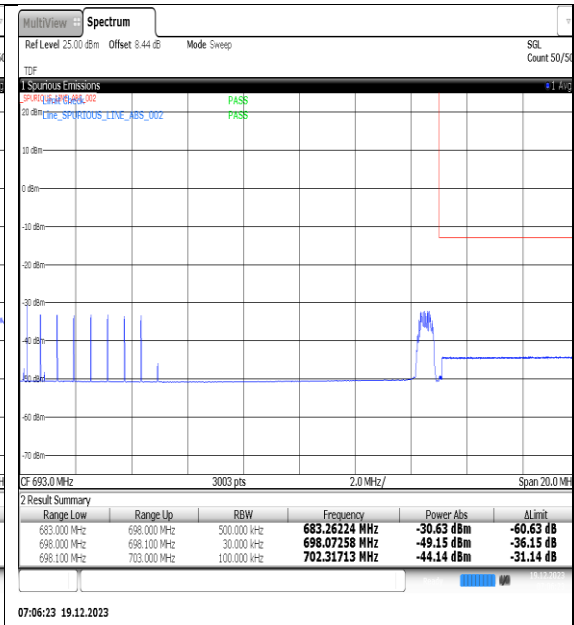 MultiView Spectrum
Ref Level 25.00 dBm Offset 8.44 dB Mode Sweep SGL
Count 50/50
TDF
1 Spurious Emissions 1 Avg
Limit Check PASS
_SPURIOUS_LINE_ABS_002
20 dBm Line_SPURIOUS_LINE_ABS_002 PASS
10 dBm
0 dBm
-10 dBm
-20 dBm
-30 dBm
-40 dBm
-50 dBm
-60 dBm
-70 dBm
CF 693.0 MHz 3003 pts 2.0 MHz/ Span 20.0 MH
2 Result Summary
Range Low Range Up RBW Frequency Power Abs ΔLimit
683.000 MHz 698.000 MHz 500.000 kHz 683.26224 MHz -30.63 dBm -60.63 dB
698.000 MHz 698.100 MHz 30.000 kHz 698.07258 MHz -49.15 dBm -36.15 dB
698.100 MHz 703.000 MHz 100.000 kHz 702.31713 MHz -44.14 dBm -31.14 dB
19.12.2023
07:06:23 19.12.2023